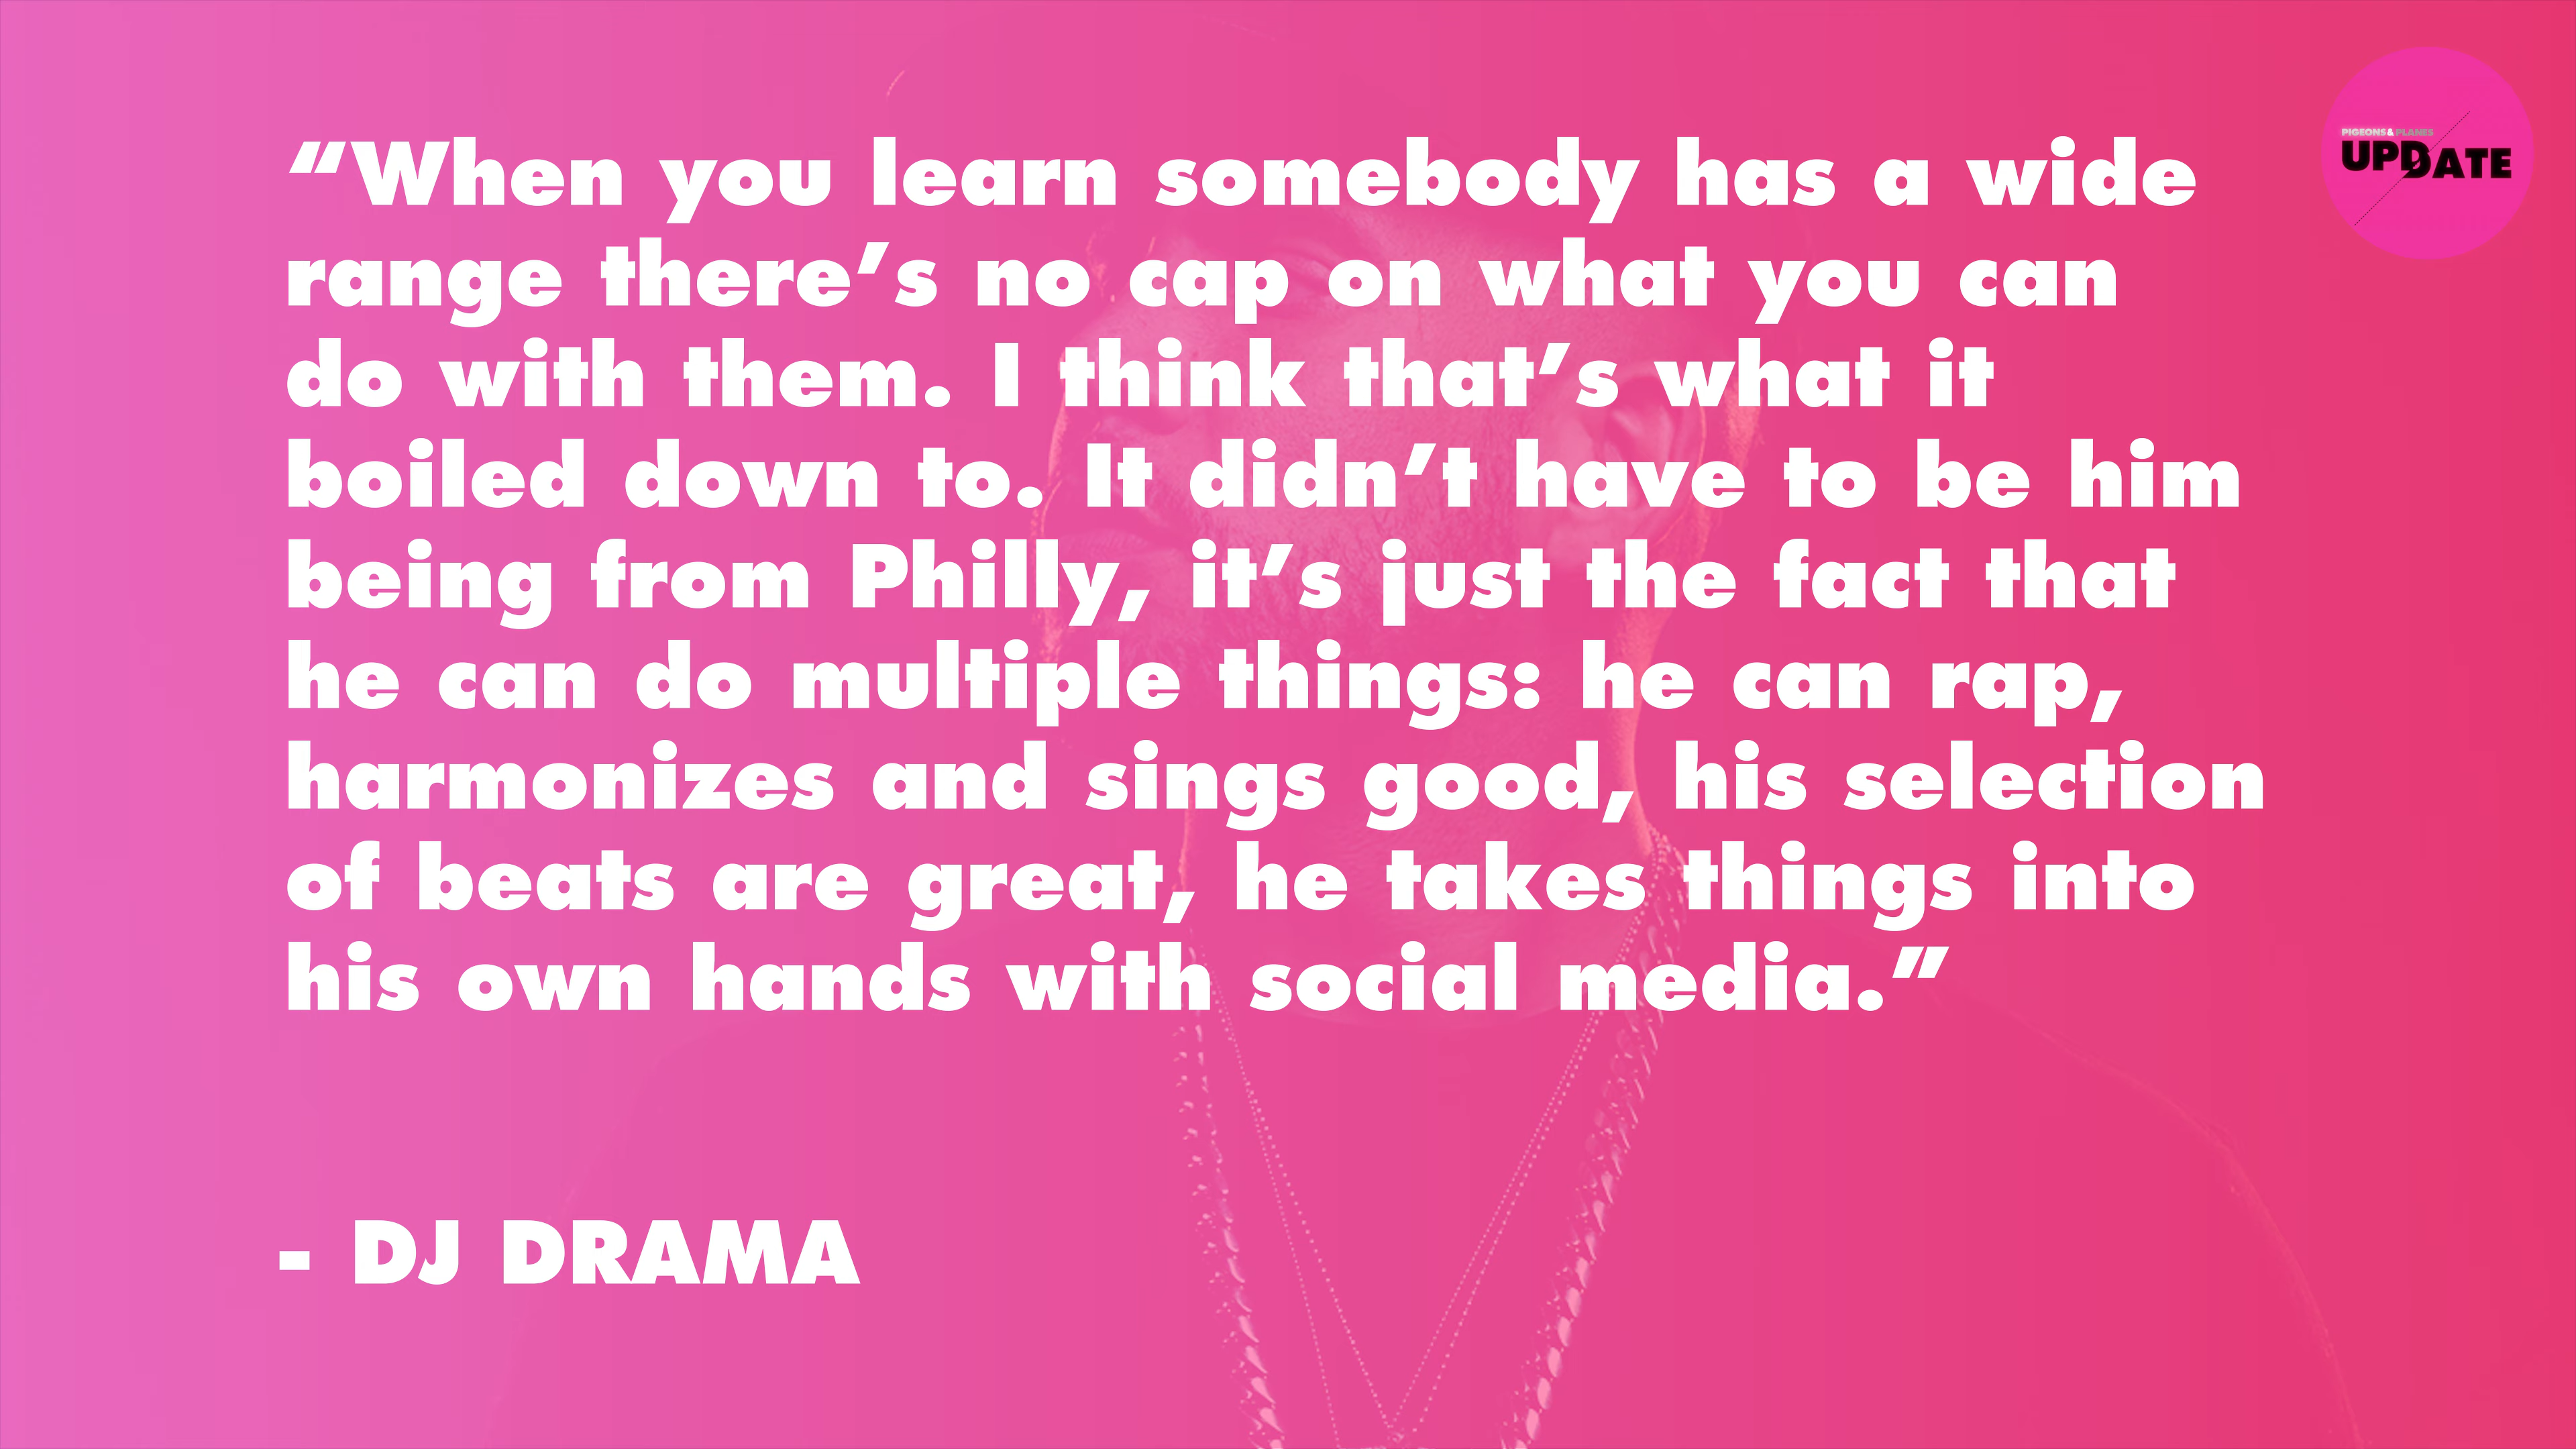 PIGEONS&PLANES
UPDATE
“When you learn somebody has a wide
range there’s no cap on what you can
do with them. I think that’s what it
boiled down to. It didn’t have to be him
being from Philly, it’s just the fact that
he can do multiple things: he can rap,
harmonizes and sings good, his selection
of beats are great, he takes things into
his own hands with social media.”
- DJ DRAMA